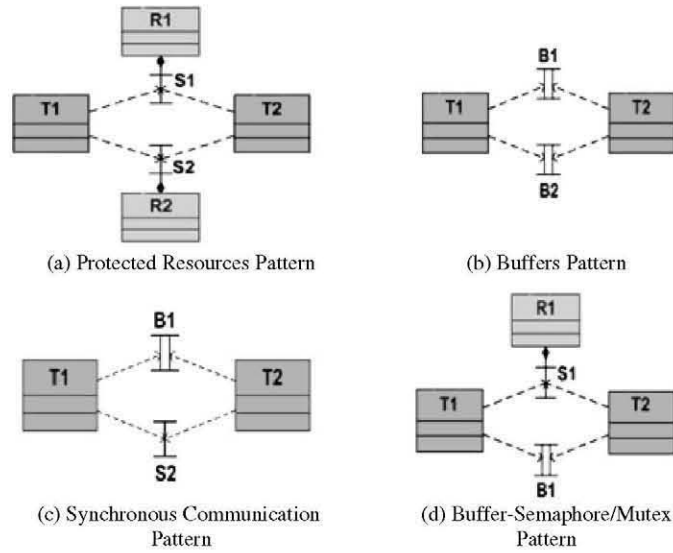 R1
S1
T1
T2
S2
R2
(a) Protected Resources Pattern
B1
T1
T2
B2
(b) Buffers Pattern
B1
T1
T2
S2
(c) Synchronous Communication
Pattern
R1
S1
T1
T2
B1
(d) Buffer-Semaphore/Mutex
Pattern